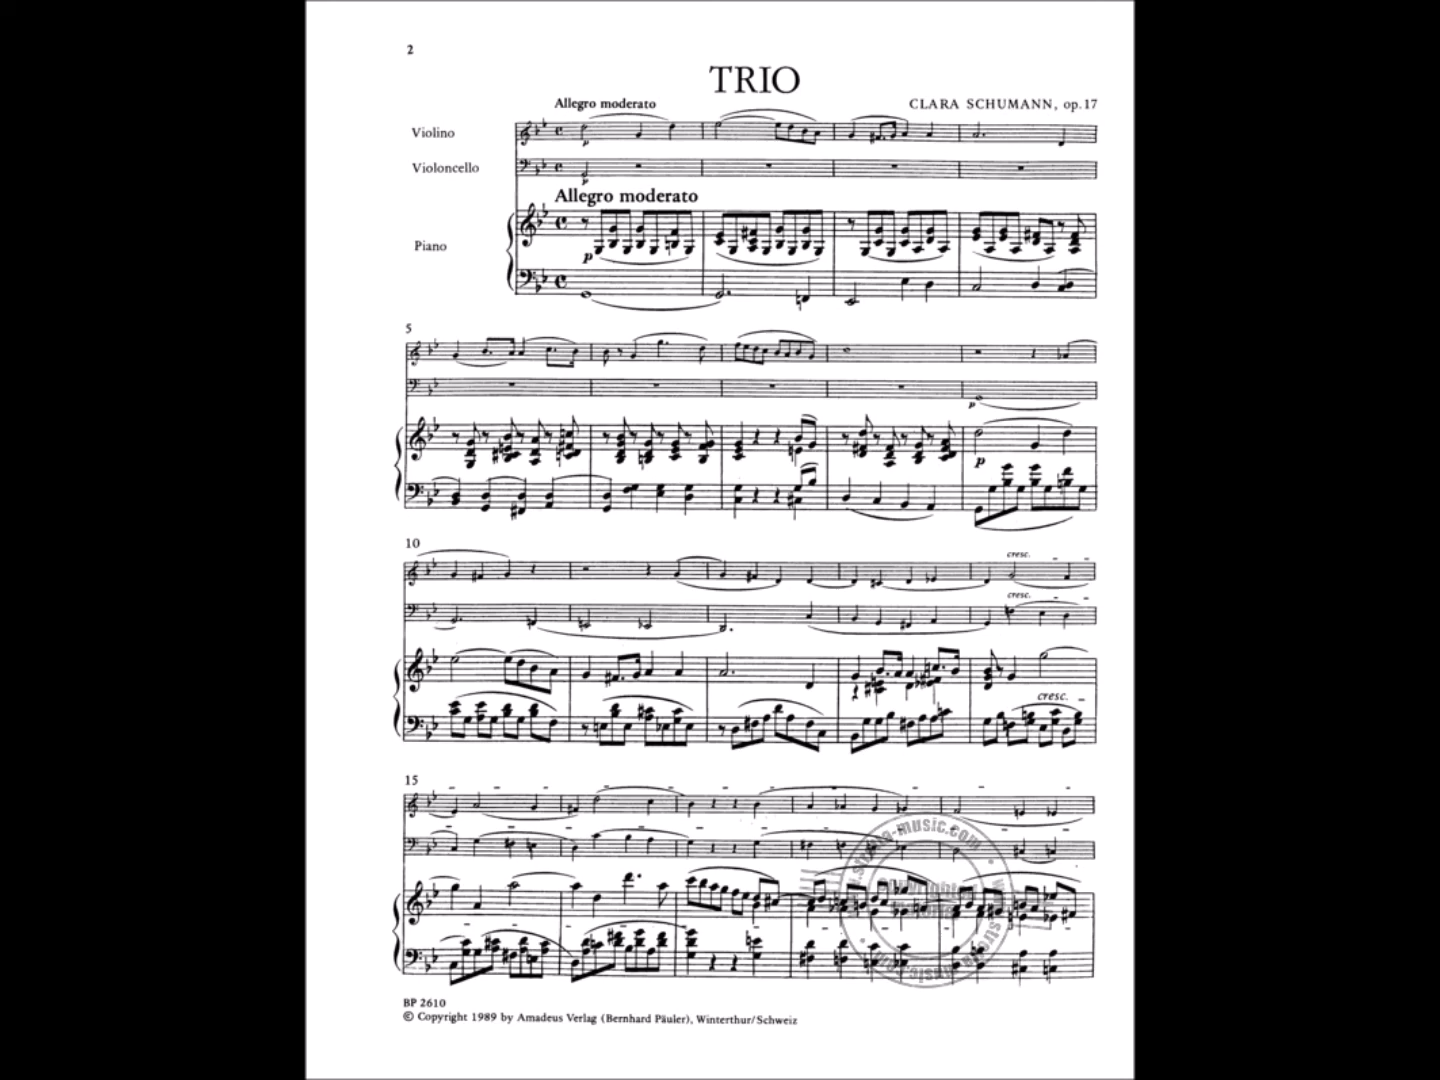 2
TRIO
Allegro moderato
CLARA SCHUMANN, op. 17
Violino
p
Violoncello
p
Allegro moderato
Piano
p
5
p
p
10
cresc.
cresc.
cresc.
15
BP 2610
© Copyright 1989 by Amadeus Verlag (Bernhard Päuler), Winterthur/Schweiz